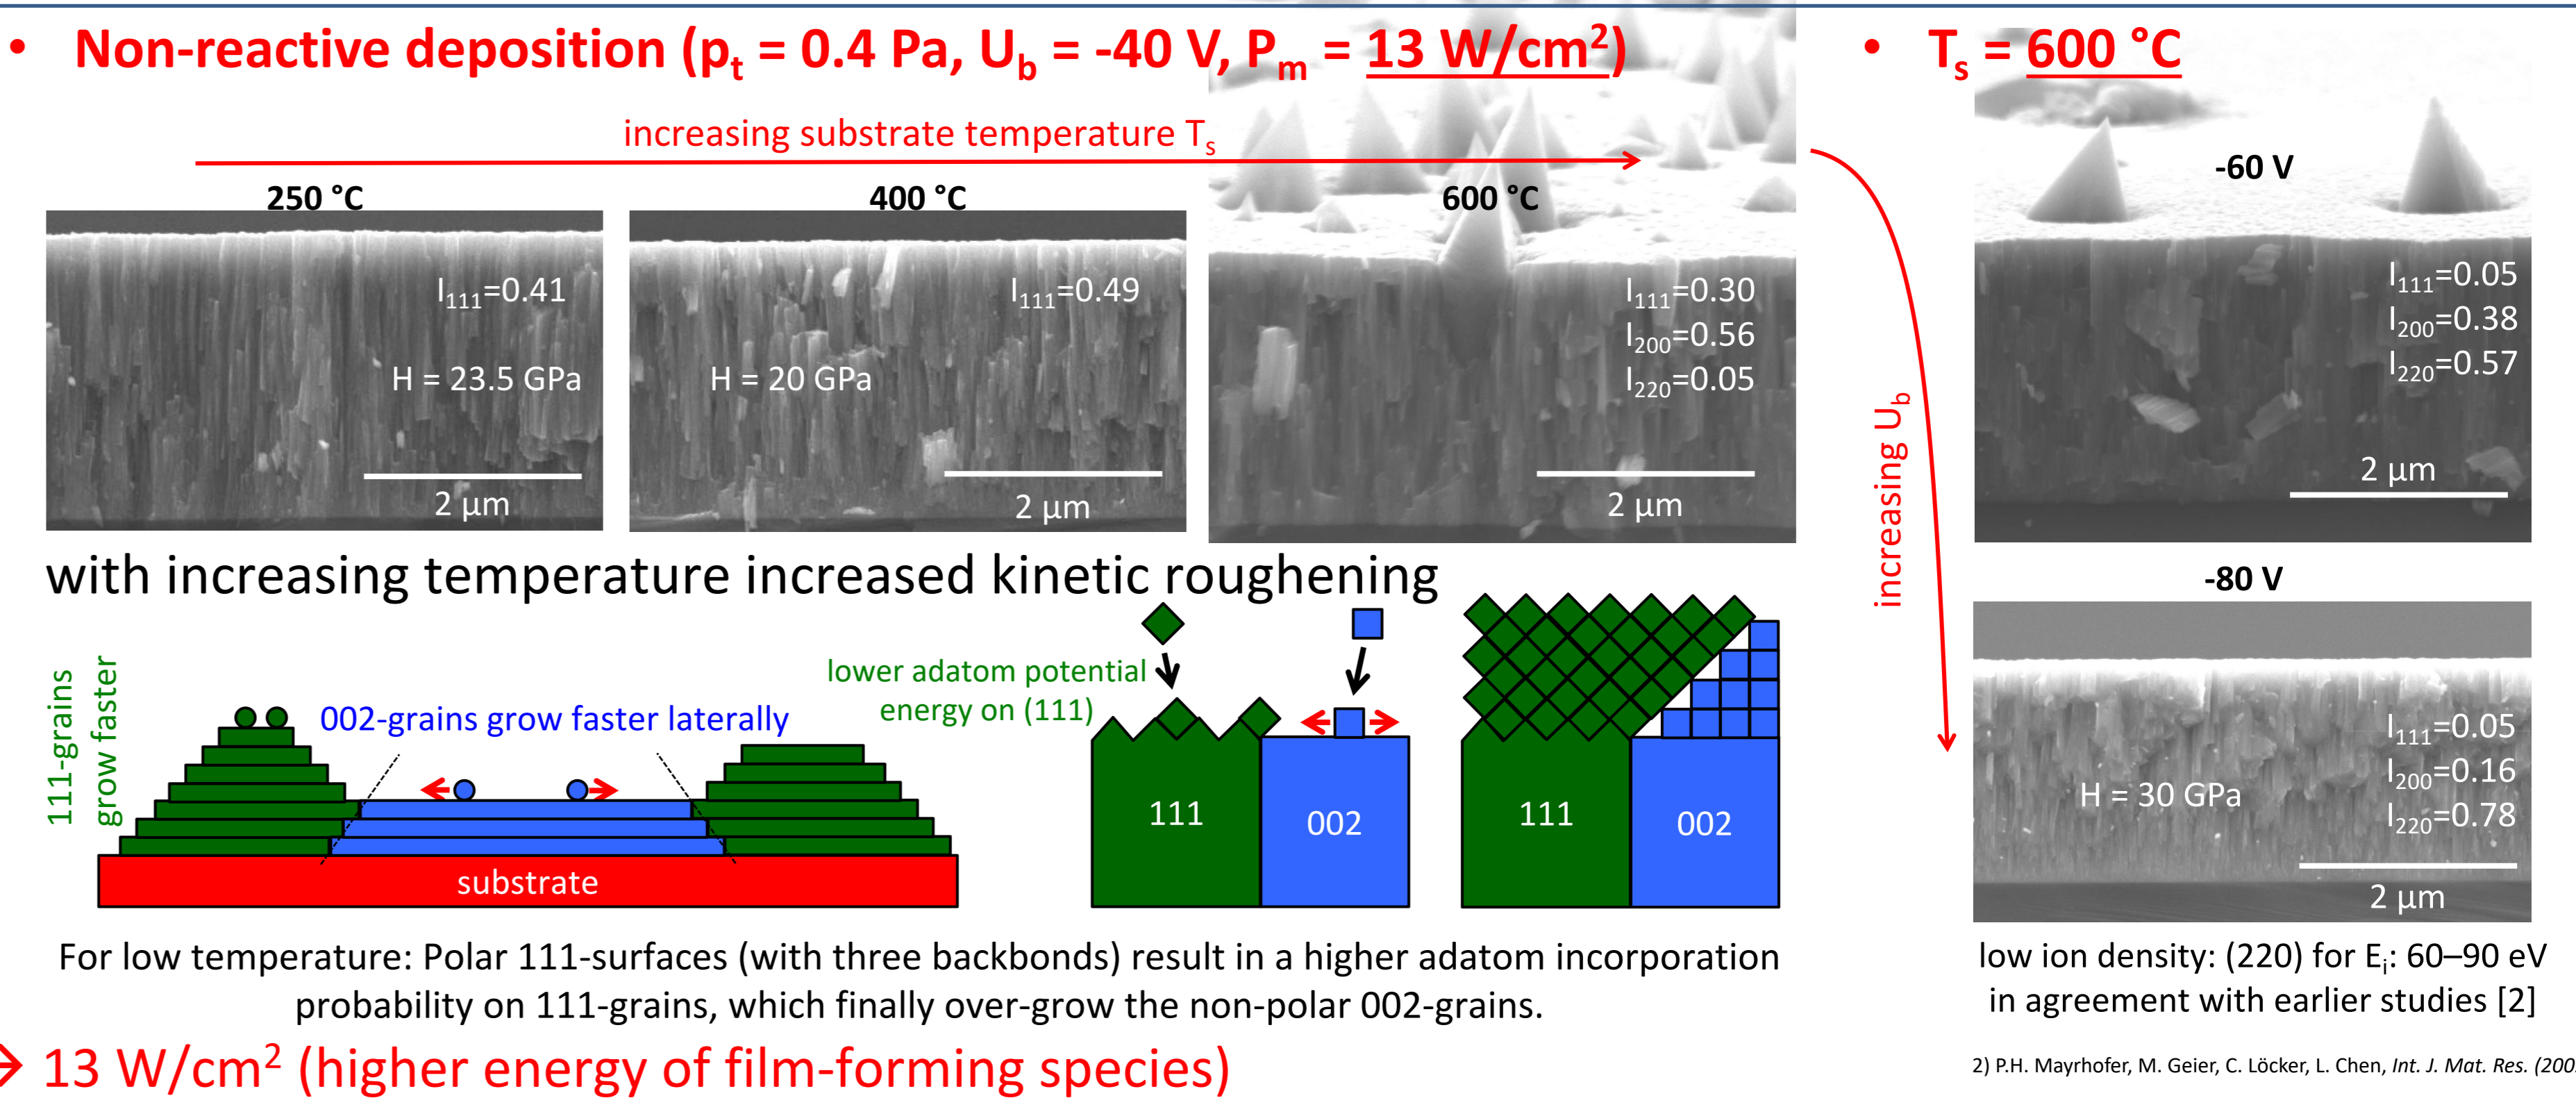 • Non-reactive deposition (pₜ = 0.4 Pa, U_b = -40 V, Pₘ = 13 W/cm²)
• Tₛ = 600 °C
increasing substrate temperature Tₛ
250 °C
400 °C
600 °C
-60 V
I₁₁₁=0.41
H = 23.5 GPa
2 µm
I₁₁₁=0.49
H = 20 GPa
2 µm
I₁₁₁=0.30
I₂₀₀=0.56
I₂₂₀=0.05
2 µm
increasing U_b
I₁₁₁=0.05
I₂₀₀=0.38
I₂₂₀=0.57
2 µm
with increasing temperature increased kinetic roughening
111-grains
grow faster
002-grains grow faster laterally
substrate
lower adatom potential
energy on (111)
111
002
111
002
-80 V
I₁₁₁=0.05
I₂₀₀=0.16
I₂₂₀=0.78
H = 30 GPa
2 µm
For low temperature: Polar 111-surfaces (with three backbonds) result in a higher adatom incorporation
probability on 111-grains, which finally over-grow the non-polar 002-grains.
low ion density: (220) for Eᵢ: 60–90 eV
in agreement with earlier studies [2]
→ 13 W/cm² (higher energy of film-forming species)
2) P.H. Mayrhofer, M. Geier, C. Löcker, L. Chen, Int. J. Mat. Res. (200